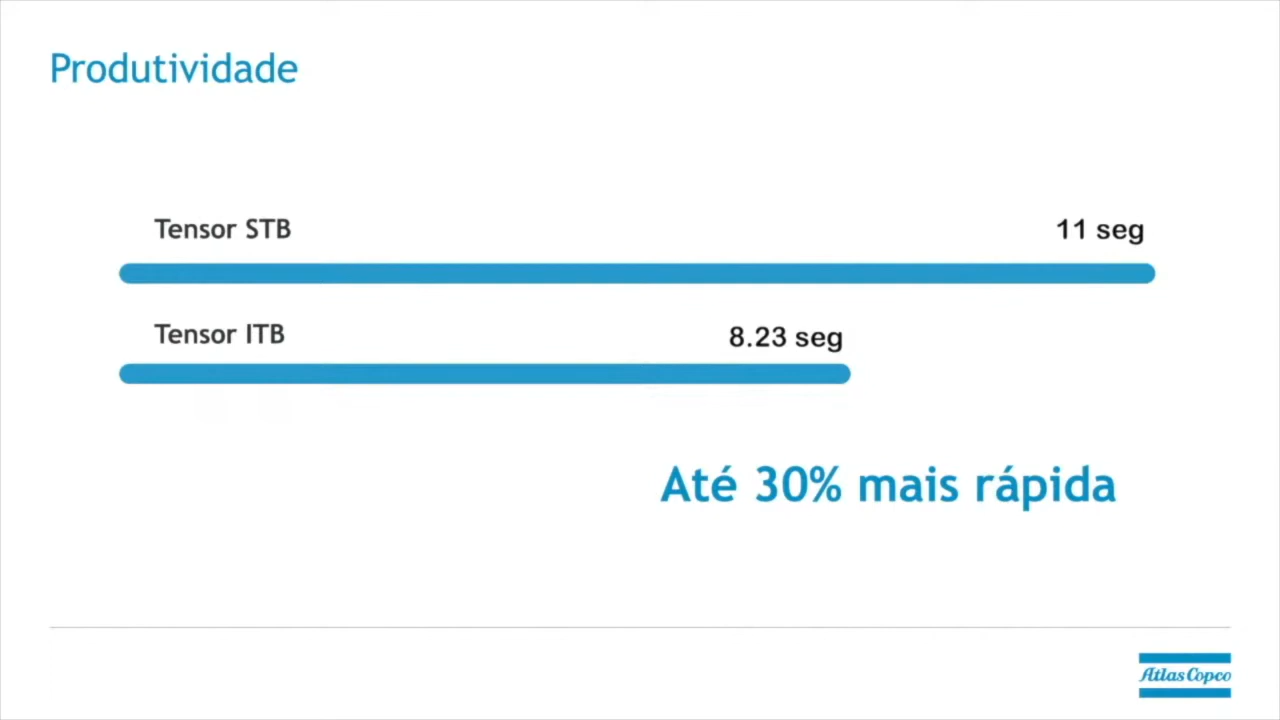 Produtividade
Tensor STB
11 seg
Tensor ITB
8.23 seg
Até 30% mais rápida
Atlas Copco